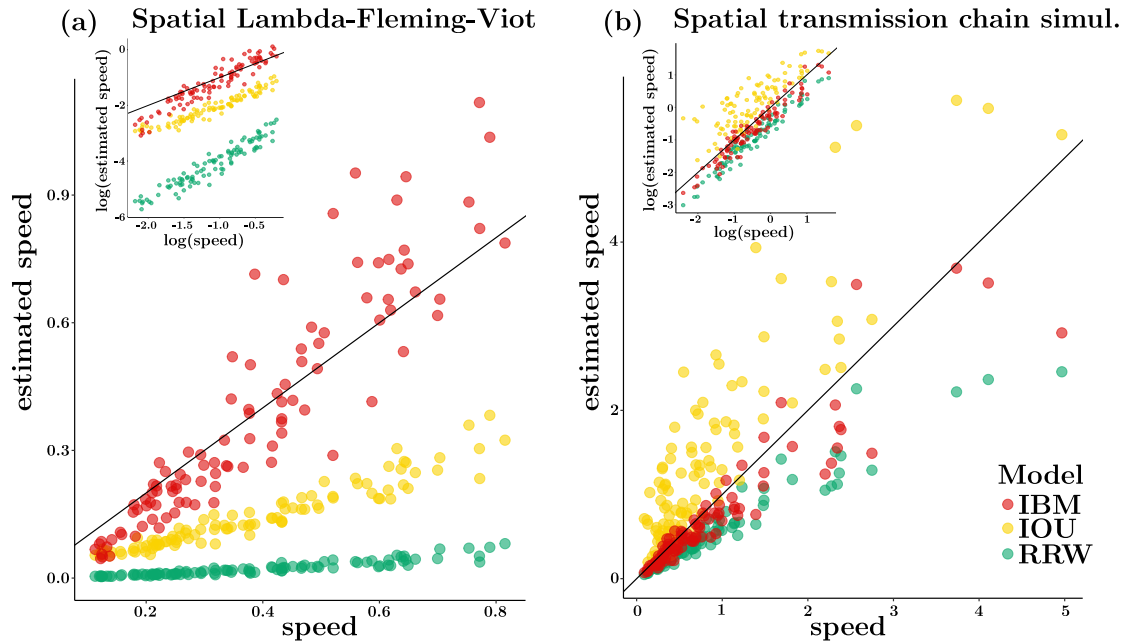 (a) Spatial Lambda-Fleming-Viot
(b) Spatial transmission chain simul.
0
-2
-4
-6
log(estimated speed)
-2.0 -1.5 -1.0 -0.5
log(speed)
0.9
0.6
0.3
0.0
estimated speed
0.2 0.4 0.6 0.8
speed
1
0
-1
-2
-3
log(estimated speed)
-2 -1 0 1
log(speed)
4
2
0
estimated speed
0 1 2 3 4 5
speed
Model
IBM
IOU
RRW